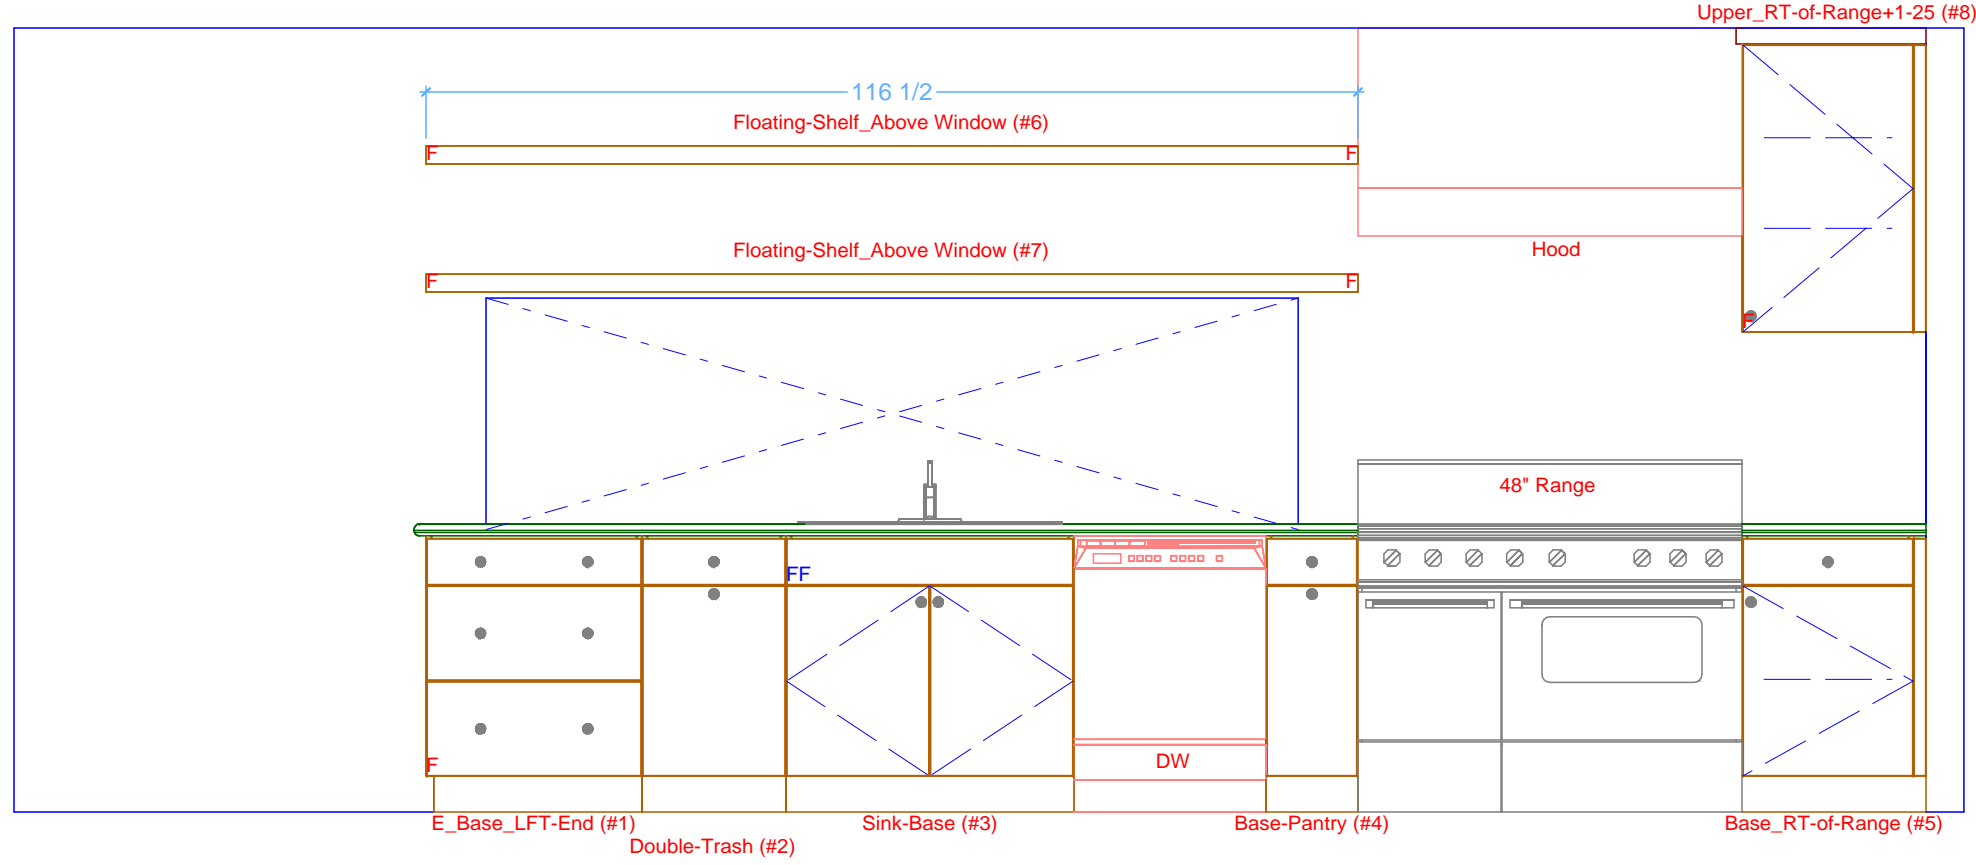 Upper_RT-of-Range+1-25 (#8)
116 1/2
Floating-Shelf_Above Window (#6)
F F
Floating-Shelf_Above Window (#7)
Hood
F F
F
48" Range
FF
F
DW
E_Base_LFT-End (#1)
Sink-Base (#3)
Base-Pantry (#4)
Base_RT-of-Range (#5)
Double-Trash (#2)